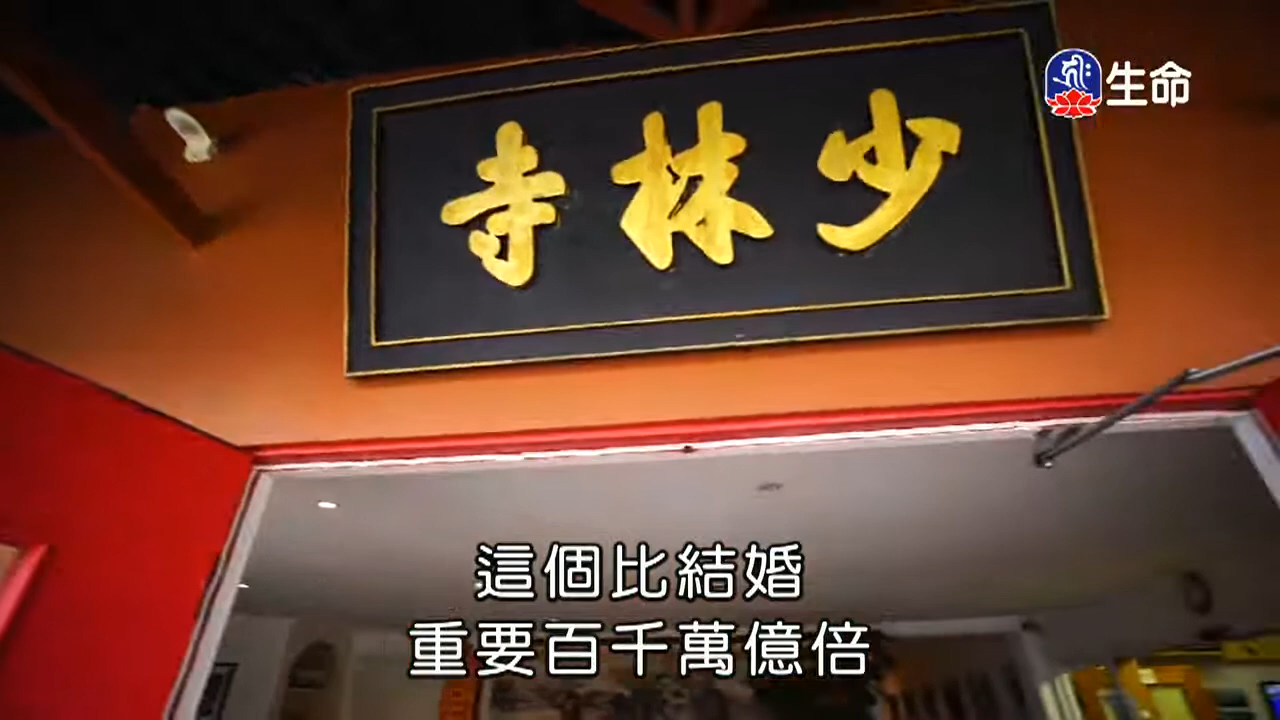 少林寺
生命
這個比結婚
重要百千萬億倍